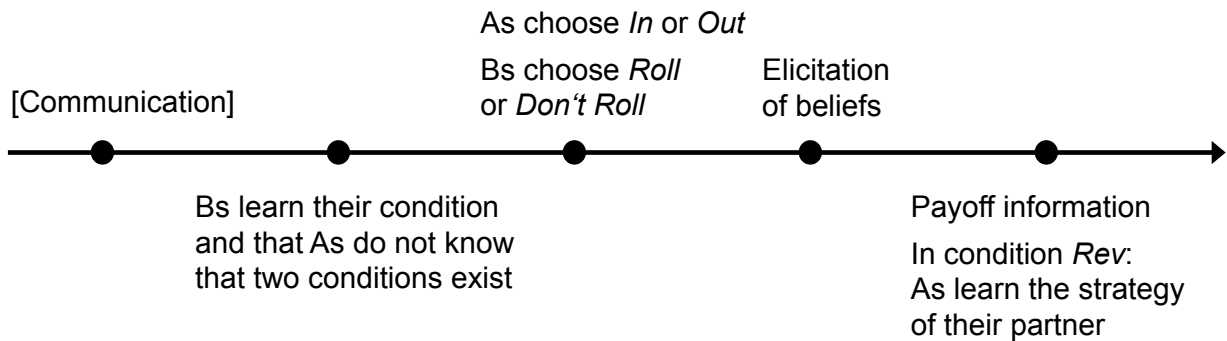 As choose In or Out
Bs choose Roll
or Don‘t Roll
Elicitation
of beliefs
[Communication]
Bs learn their condition
and that As do not know
that two conditions exist
Payoff information
In condition Rev:
As learn the strategy
of their partner